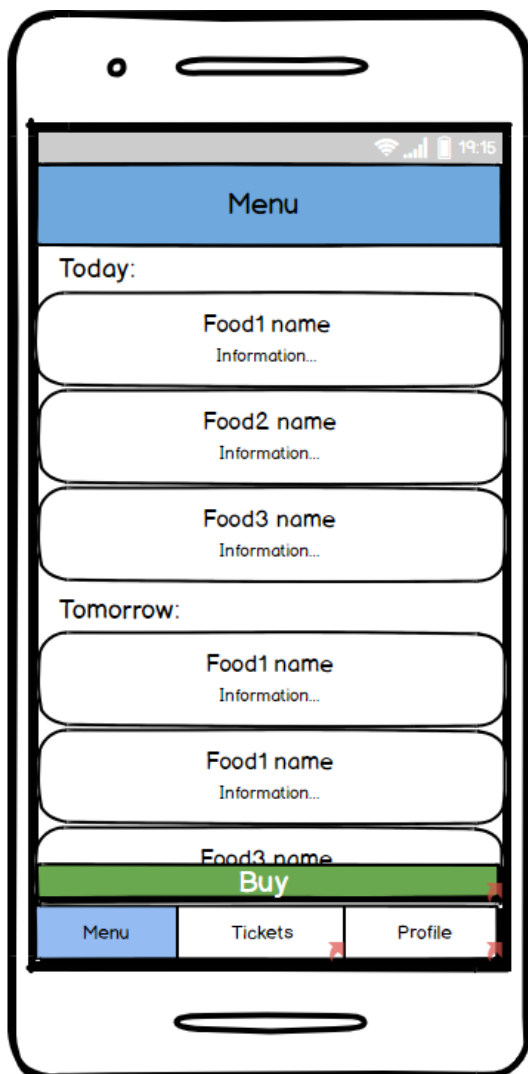 19:15
Menu
Today:
Food1 name
Information...
Food2 name
Information...
Food3 name
Information...
Tomorrow:
Food1 name
Information...
Food1 name
Information...
Food3 name
Buy
Menu
Tickets
Profile